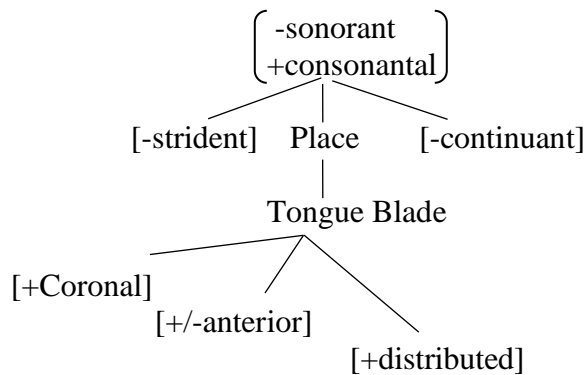 -sonorant
+consonantal
[-strident] Place [-continuant]
Tongue Blade
[+Coronal]
[+/-anterior]
[+distributed]